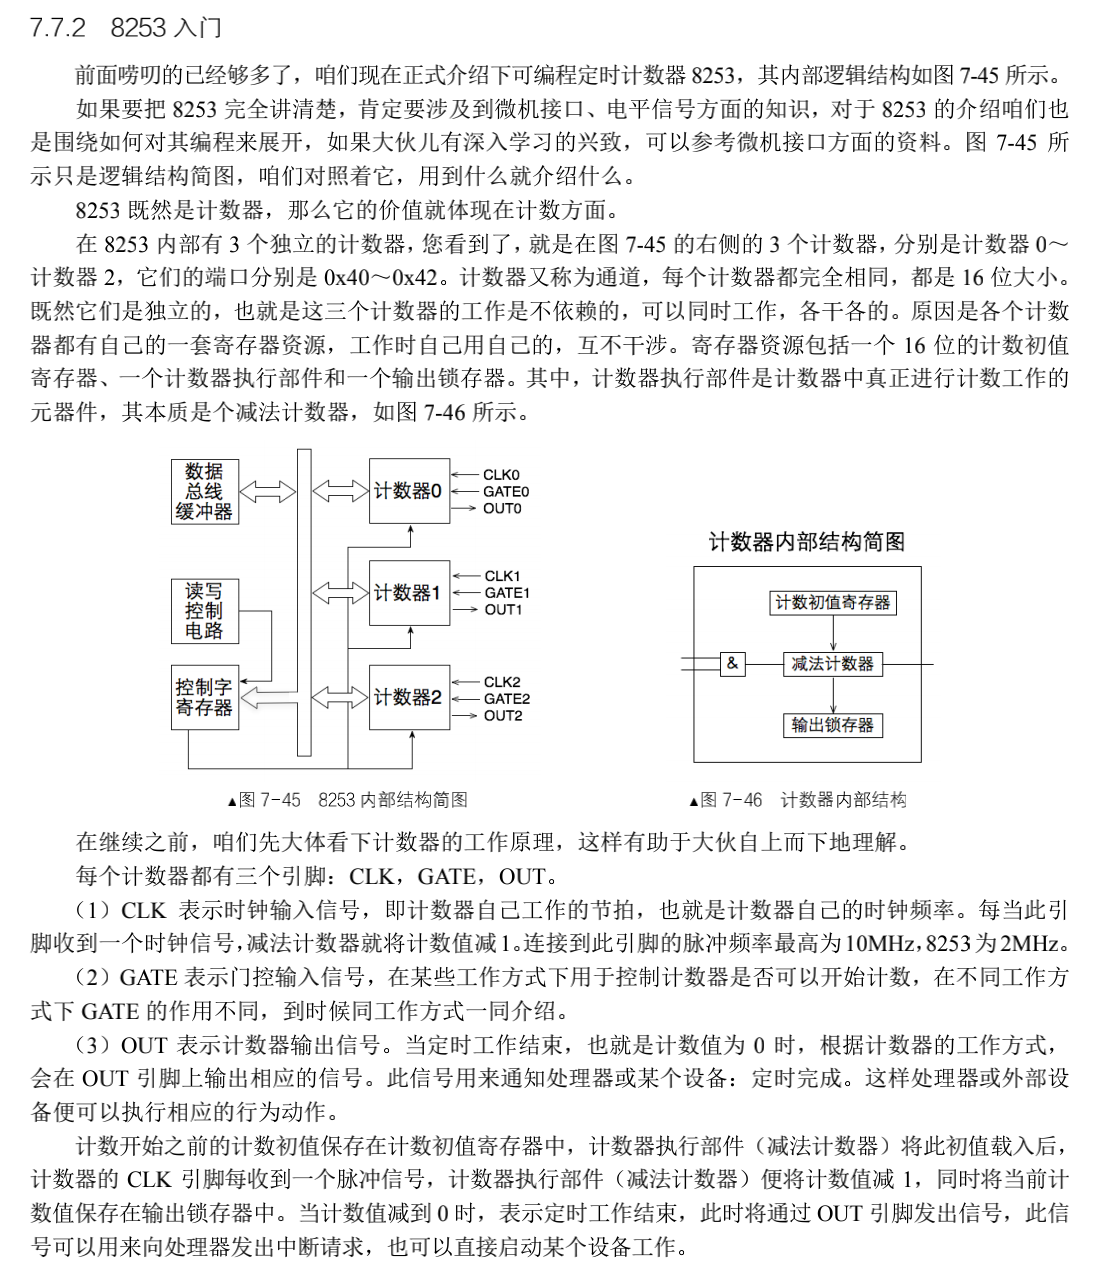 7.7.2 8253 入门
前面唠叨的已经够多了，咱们现在正式介绍下可编程定时计数器 8253，其内部逻辑结构如图 7-45 所示。
如果要把 8253 完全讲清楚，肯定要涉及到微机接口、电平信号方面的知识，对于 8253 的介绍咱们也
是围绕如何对其编程来展开，如果大伙儿有深入学习的兴致，可以参考微机接口方面的资料。图 7-45 所
示只是逻辑结构简图，咱们对照着它，用到什么就介绍什么。
8253 既然是计数器，那么它的价值就体现在计数方面。
在 8253 内部有 3 个独立的计数器，您看到了，就是在图 7-45 的右侧的 3 个计数器，分别是计数器 0～
计数器 2，它们的端口分别是 0x40～0x42。计数器又称为通道，每个计数器都完全相同，都是 16 位大小。
既然它们是独立的，也就是这三个计数器的工作是不依赖的，可以同时工作，各干各的。原因是各个计数
器都有自己的一套寄存器资源，工作时自己用自己的，互不干涉。寄存器资源包括一个 16 位的计数初值
寄存器、一个计数器执行部件和一个输出锁存器。其中，计数器执行部件是计数器中真正进行计数工作的
元器件，其本质是个减法计数器，如图 7-46 所示。
数据
总线
缓冲器
计数器0
CLK0
GATE0
OUT0
读写
控制
电路
计数器1
CLK1
GATE1
OUT1
控制字
寄存器
计数器2
CLK2
GATE2
OUT2
▲图 7-45 8253 内部结构简图
计数器内部结构简图
计数初值寄存器
&
减法计数器
输出锁存器
▲图 7-46 计数器内部结构
在继续之前，咱们先大体看下计数器的工作原理，这样有助于大伙自上而下地理解。
每个计数器都有三个引脚：CLK，GATE，OUT。
（1）CLK 表示时钟输入信号，即计数器自己工作的节拍，也就是计数器自己的时钟频率。每当此引
脚收到一个时钟信号，减法计数器就将计数值减 1。连接到此引脚的脉冲频率最高为 10MHz，8253 为 2MHz。
（2）GATE 表示门控输入信号，在某些工作方式下用于控制计数器是否可以开始计数，在不同工作方
式下 GATE 的作用不同，到时候同工作方式一同介绍。
（3）OUT 表示计数器输出信号。当定时工作结束，也就是计数值为 0 时，根据计数器的工作方式，
会在 OUT 引脚上输出相应的信号。此信号用来通知处理器或某个设备：定时完成。这样处理器或外部设
备便可以执行相应的行为动作。
计数开始之前的计数初值保存在计数初值寄存器中，计数器执行部件（减法计数器）将此初值载入后，
计数器的 CLK 引脚每收到一个脉冲信号，计数器执行部件（减法计数器）便将计数值减 1，同时将当前计
数值保存在输出锁存器中。当计数值减到 0 时，表示定时工作结束，此时将通过 OUT 引脚发出信号，此信
号可以用来向处理器发出中断请求，也可以直接启动某个设备工作。